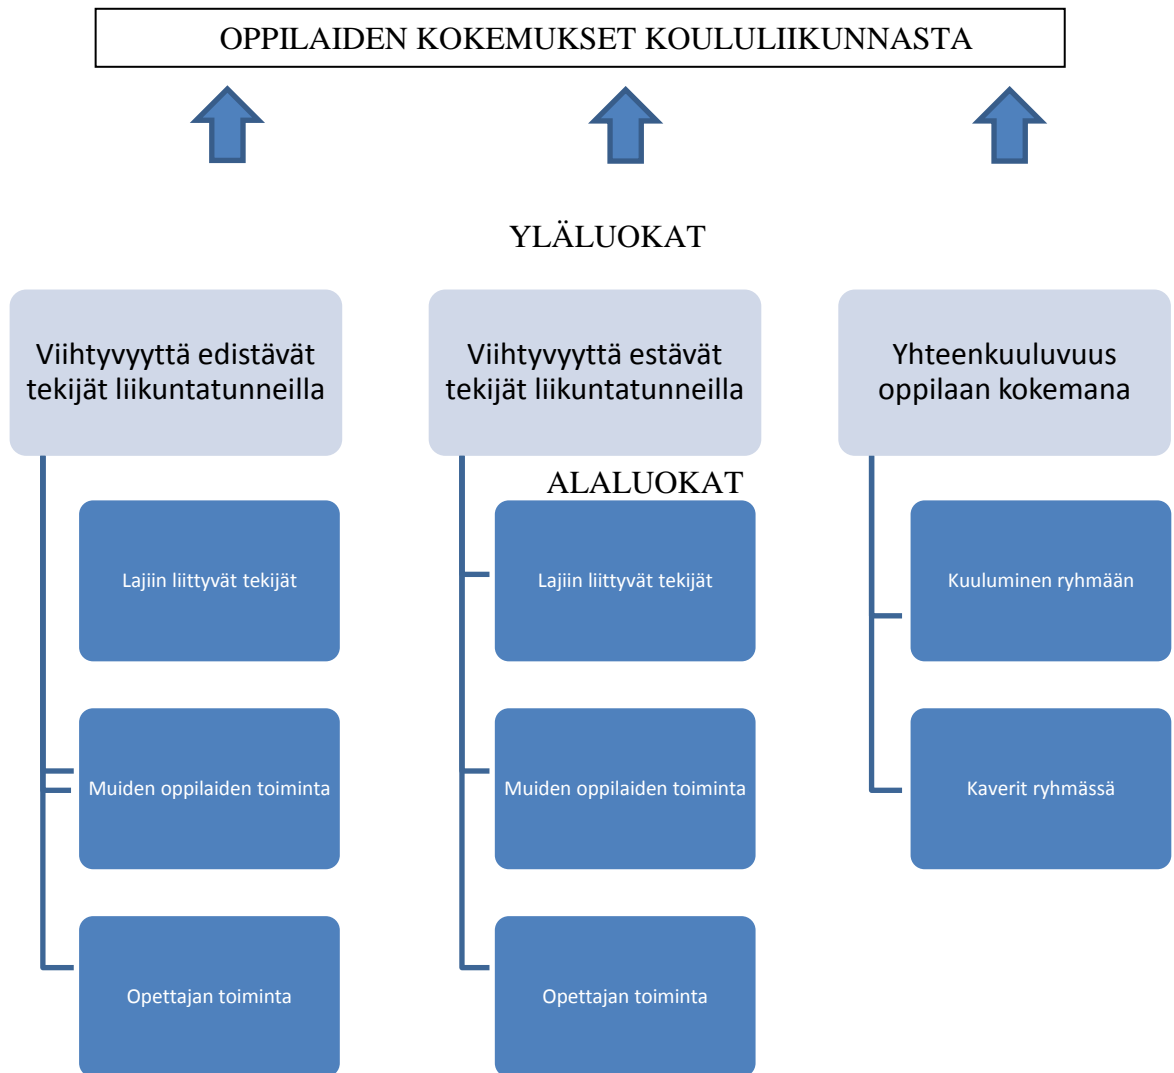 OPPILAIDEN KOKEMUKSET KOULULIIKUNNASTA
YLÄLUOKAT
Viihtyvyyttä edistävät
tekijät liikuntatunneilla
Viihtyvyyttä estävät
tekijät liikuntatunneilla
Yhteenkuuluvuus
oppilaan kokemana
ALALUOKAT
Lajiin liittyvät tekijät
Lajiin liittyvät tekijät
Kuuluminen ryhmään
Muiden oppilaiden toiminta
Muiden oppilaiden toiminta
Kaverit ryhmässä
Opettajan toiminta
Opettajan toiminta